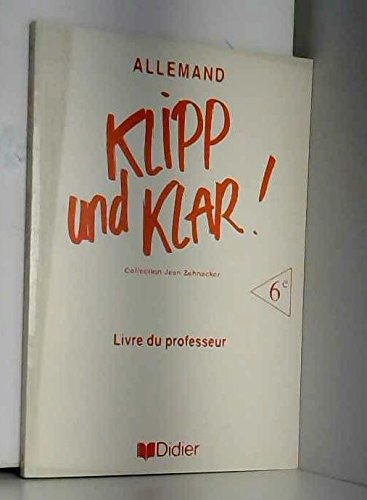 ALLEMAND
KLIPP
und KLAR!
Collection Jean Zehnacker
6e
Livre du professeur
Didier